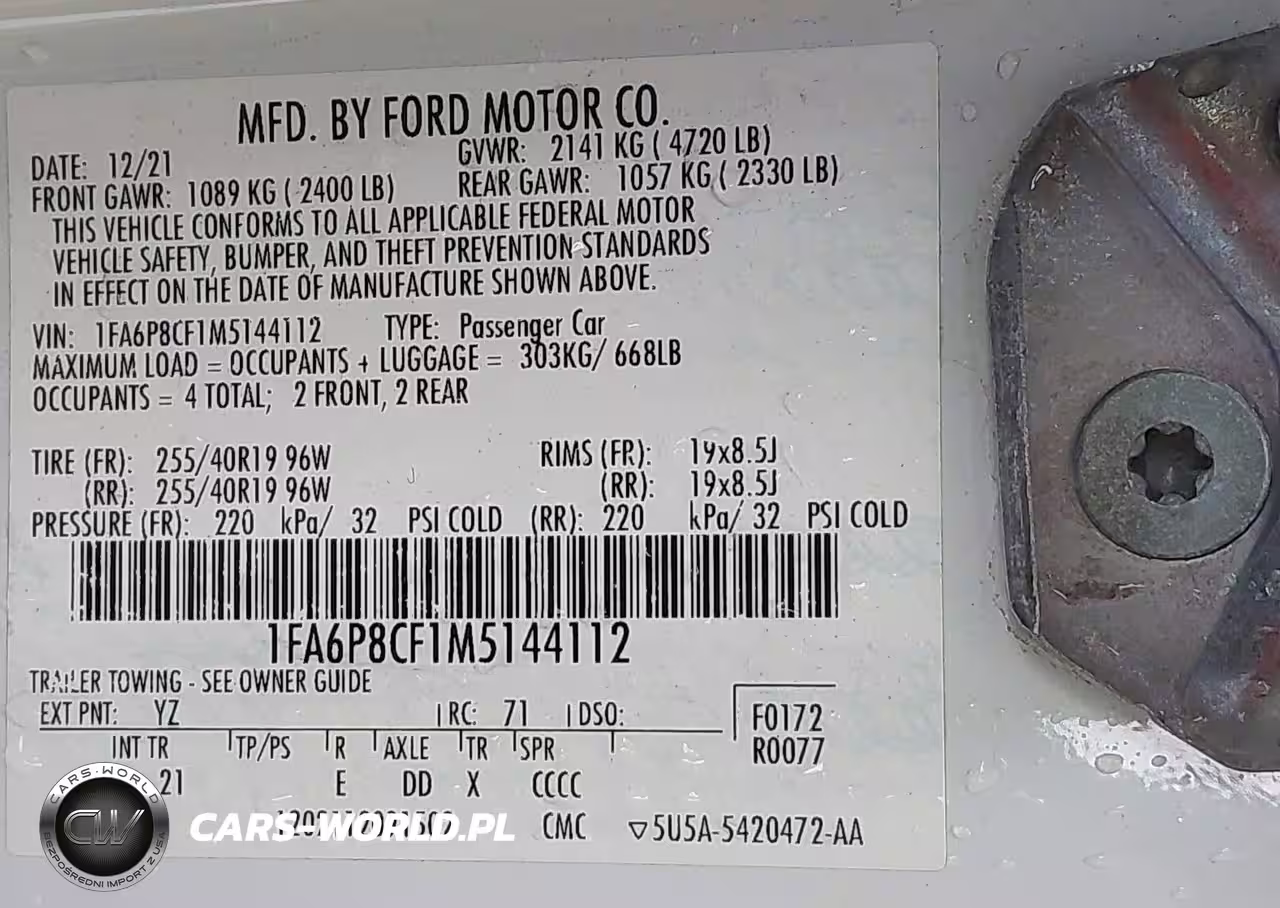 MFD. BY FORD MOTOR CO.
DATE: 12/21 GVWR: 2141 KG ( 4720 LB)
FRONT GAWR: 1089 KG ( 2400 LB) REAR GAWR: 1057 KG ( 2330 LB)
THIS VEHICLE CONFORMS TO ALL APPLICABLE FEDERAL MOTOR
VEHICLE SAFETY, BUMPER, AND THEFT PREVENTION STANDARDS
IN EFFECT ON THE DATE OF MANUFACTURE SHOWN ABOVE.
VIN: 1FA6P8CF1M5144112 TYPE: Passenger Car
MAXIMUM LOAD = OCCUPANTS + LUGGAGE = 303KG/ 668LB
OCCUPANTS = 4 TOTAL; 2 FRONT, 2 REAR
TIRE (FR): 255/40R19 96W RIMS (FR): 19x8.5J
(RR): 255/40R19 96W (RR): 19x8.5J
PRESSURE (FR): 220 kPa/ 32 PSI COLD (RR): 220 kPa/ 32 PSI COLD
1FA6P8CF1M5144112
TRAILER TOWING - SEE OWNER GUIDE
EXT PNT: YZ RC: 71 DSO: F0172
INT TR TP/PS R AXLE TR SPR R0077
21 E DD X CCCC
CMC ▽5U5A-5420472-AA
CARS-WORLD
CW
BEZPOŚREDNI IMPORT Z USA
CARS-WORLD.PL